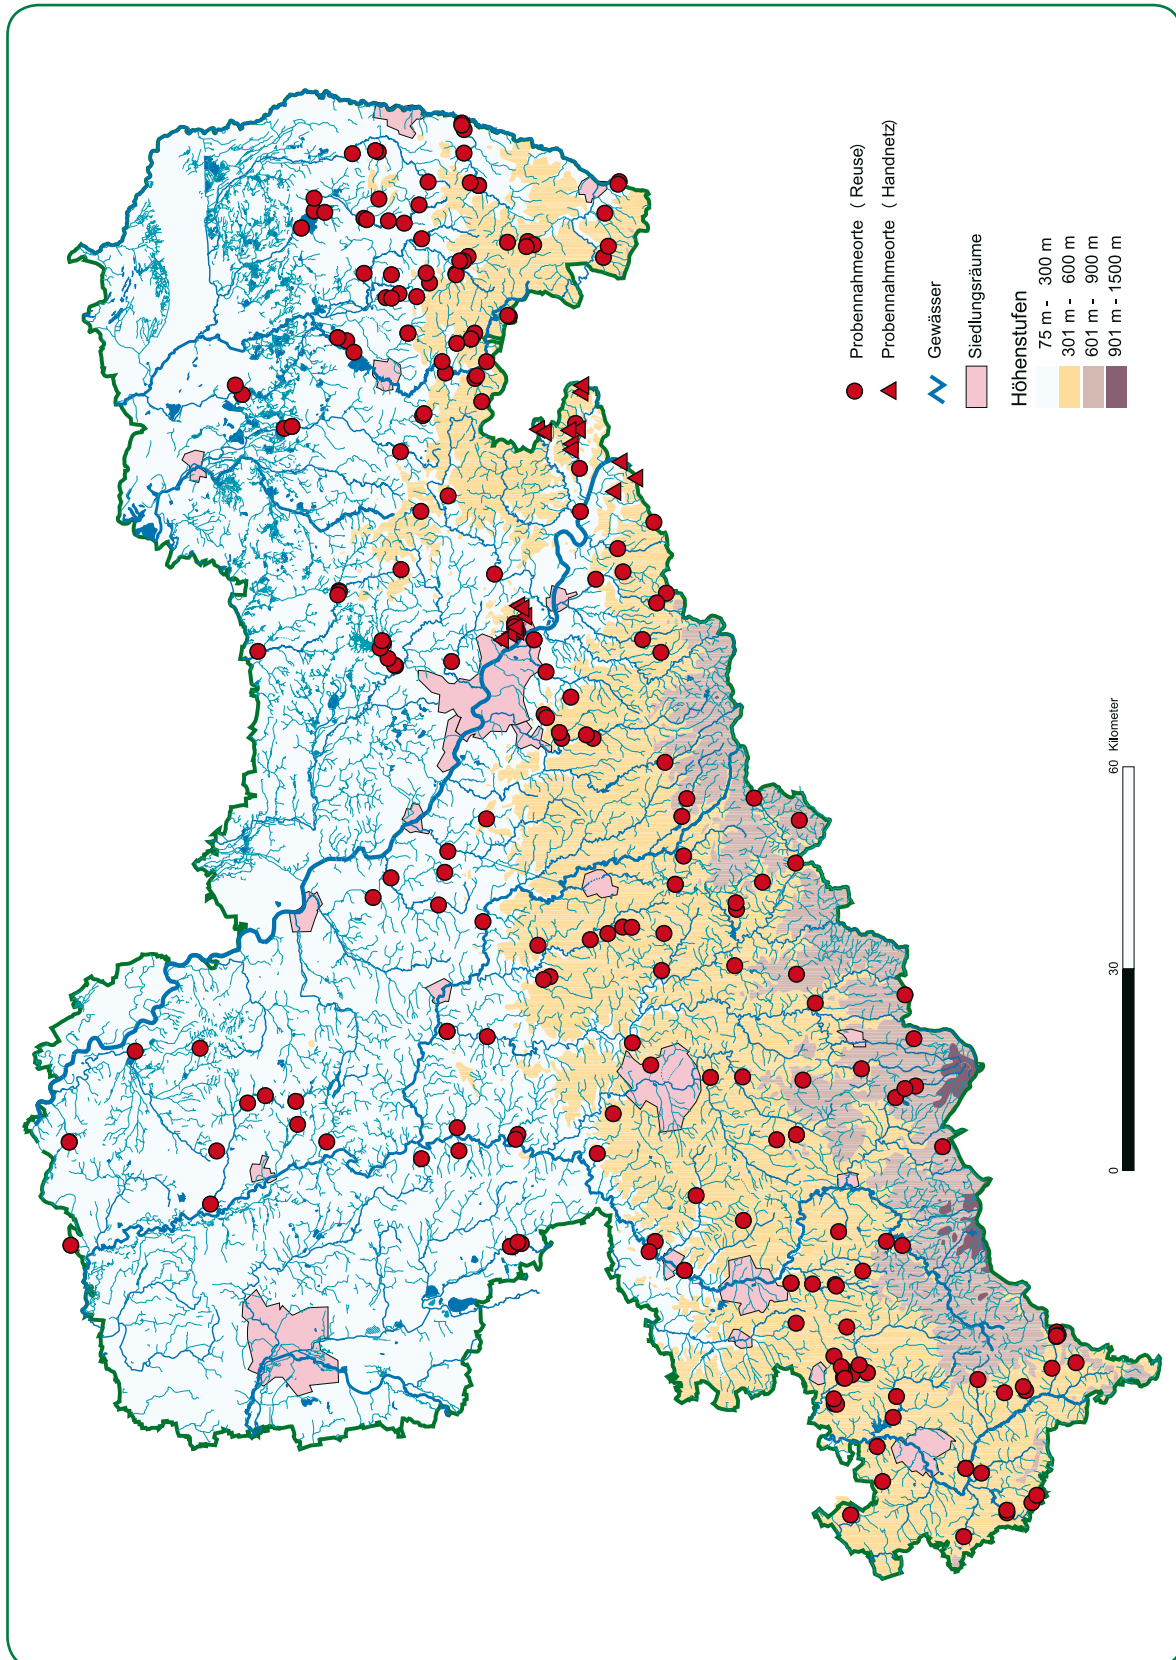 Probennahmeorte ( Reuse)
Probennahmeorte ( Handnetz)
Gewässer
Siedlungsräume
Höhenstufen
75 m - 300 m
301 m - 600 m
601 m - 900 m
901 m - 1500 m
0 30 60 Kilometer